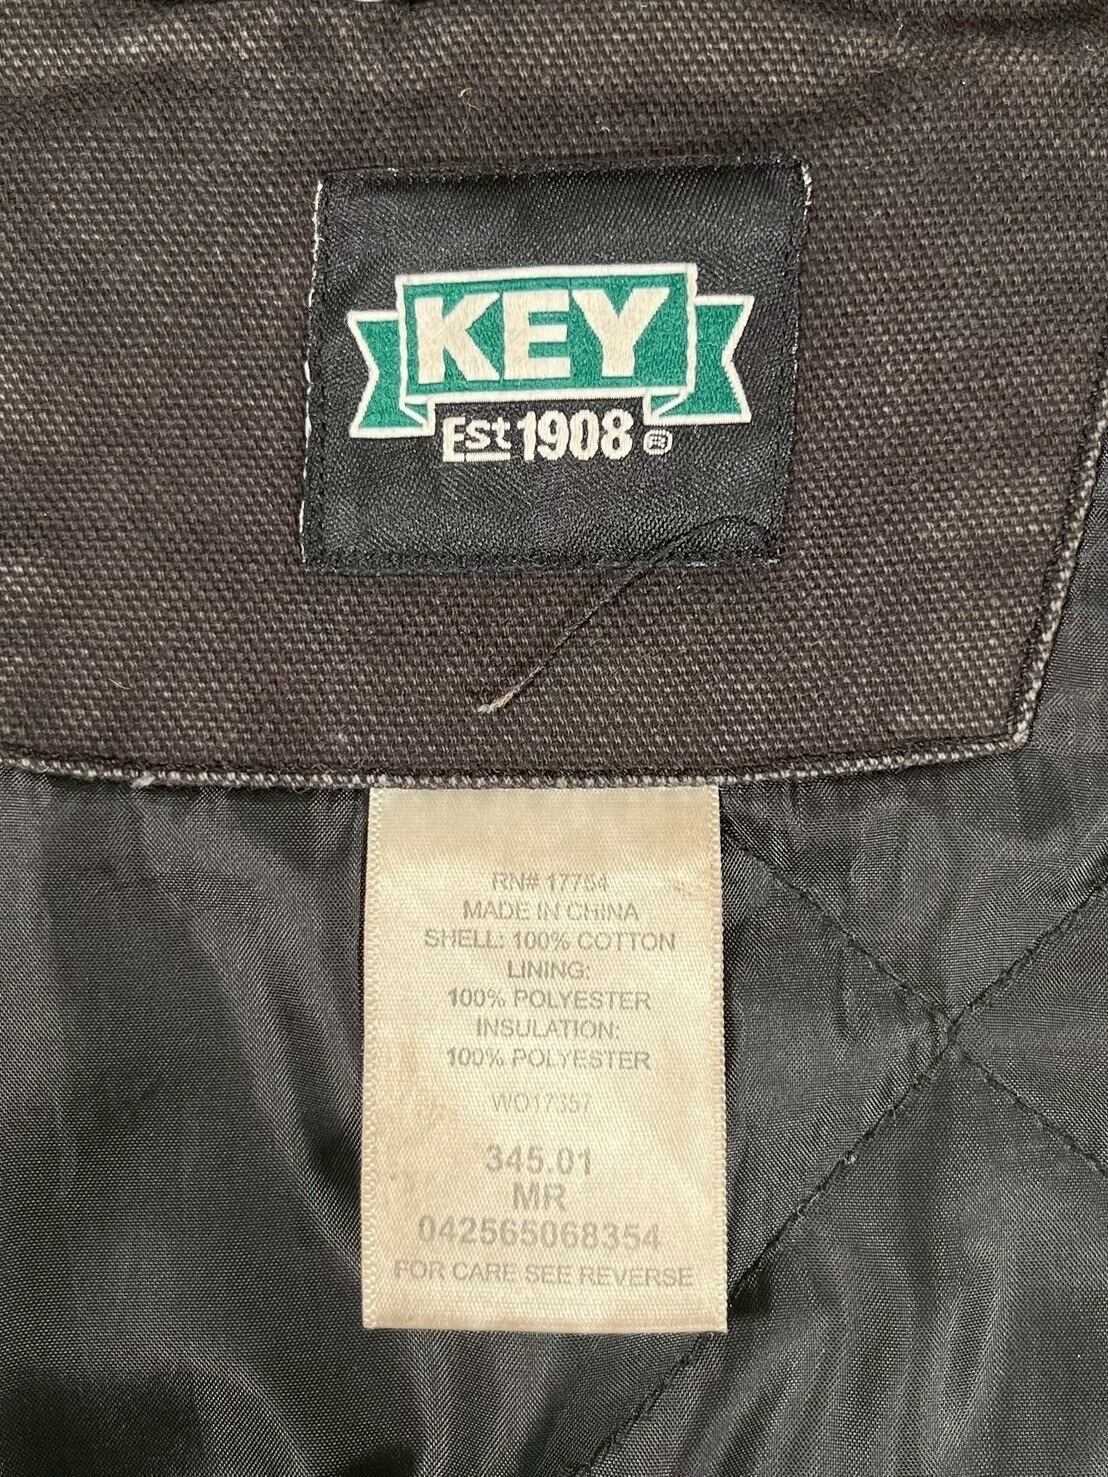 KEY
Est 1908 ®
RN# 17754
MADE IN CHINA
SHELL: 100% COTTON
LINING:
100% POLYESTER
INSULATION:
100% POLYESTER
WO17357
345.01
MR
042565068354
FOR CARE SEE REVERSE